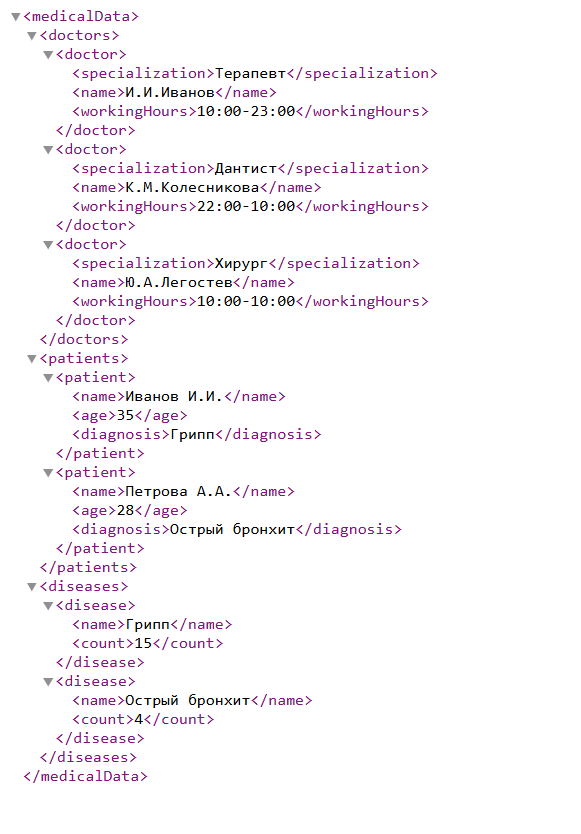 <medicalData>
<doctors>
<doctor>
<specialization>Терапевт</specialization>
<name>И.И.Иванов</name>
<workingHours>10:00-23:00</workingHours>
</doctor>
<doctor>
<specialization>Дантист</specialization>
<name>К.М.Колесникова</name>
<workingHours>22:00-10:00</workingHours>
</doctor>
<doctor>
<specialization>Хирург</specialization>
<name>Ю.А.Легостев</name>
<workingHours>10:00-10:00</workingHours>
</doctor>
</doctors>
<patients>
<patient>
<name>Иванов И.И.</name>
<age>35</age>
<diagnosis>Грипп</diagnosis>
</patient>
<patient>
<name>Петрова А.А.</name>
<age>28</age>
<diagnosis>Острый бронхит</diagnosis>
</patient>
</patients>
<diseases>
<disease>
<name>Грипп</name>
<count>15</count>
</disease>
<disease>
<name>Острый бронхит</name>
<count>4</count>
</disease>
</diseases>
</medicalData>